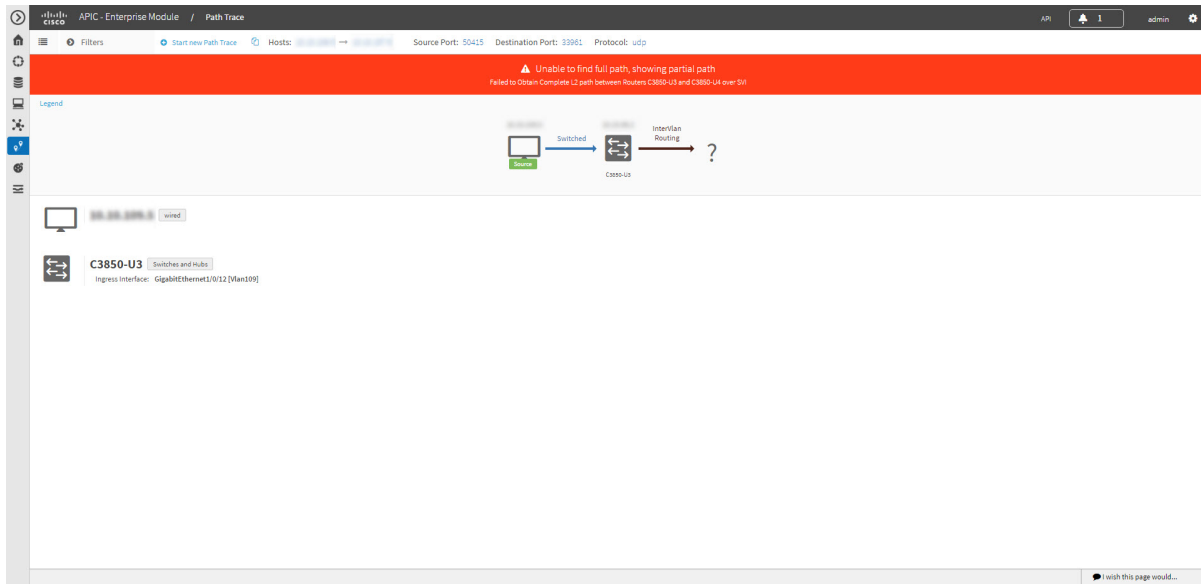 cisco APIC - Enterprise Module / Path Trace API 1 admin
Filters Start new Path Trace Hosts: → Source Port: 50415 Destination Port: 33961 Protocol: udp
Unable to find full path, showing partial path
Failed to Obtain Complete L2 path between Routers C3850-U3 and C3850-U4 over SVI
Legend
Switched
InterVlan
Routing
?
Source
C3850-U3
wired
C3850-U3 Switches and Hubs
Ingress Interface: GigabitEthernet1/0/12 [Vlan109]
I wish this page would...